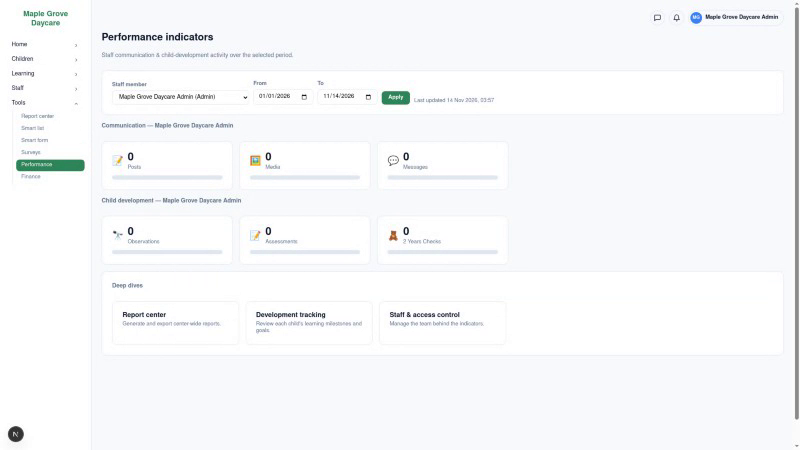 Maple Grove
Daycare
Home
Children
Learning
Staff
Tools
Report center
Smart list
Smart form
Surveys
Performance
Finance
N
MG
Maple Grove Daycare Admin
Performance indicators
Staff communication & child-development activity over the selected period.
Staff member
From
To
Maple Grove Daycare Admin (Admin)
01/01/2026
11/14/2026
Apply
Last updated 14 Nov 2026, 03:57
Communication — Maple Grove Daycare Admin
0
Posts
0
Media
0
Messages
Child development — Maple Grove Daycare Admin
0
Observations
0
Assessments
0
2 Years Checks
Deep dives
Report center
Generate and export center-wide reports.
Development tracking
Review each child's learning milestones and
goals.
Staff & access control
Manage the team behind the indicators.